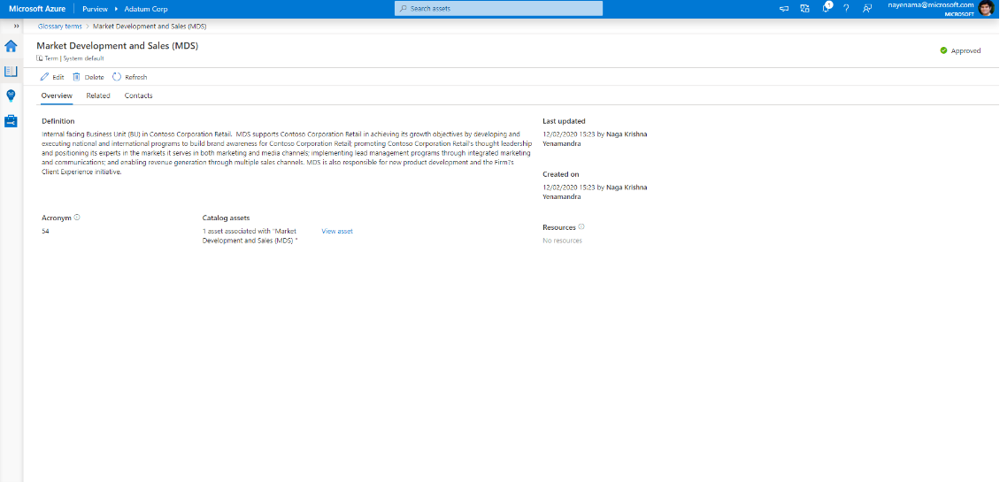 Microsoft Azure Purview Adatum Corp
Search assets
1
nayenama@microsoft.com
MICROSOFT
Glossary terms > Market Development and Sales (MDS)
Market Development and Sales (MDS)
Term | System default
Approved
Edit Delete Refresh
Overview Related Contacts
Definition
Internal facing Business Unit (BU) in Contoso Corporation Retail. MDS supports Contoso Corporation Retail in achieving its growth objectives by developing and
executing national and international programs to build brand awareness for Contoso Corporation Retail; promoting Contoso Corporation Retail's thought leadership
and positioning its experts in the markets it serves in both marketing and media channels; implementing lead management programs through integrated marketing
and communications; and enabling revenue generation through multiple sales channels. MDS is also responsible for new product development and the Firm?s
Client Experience initiative.
Last updated
12/02/2020 15:23 by Naga Krishna
Yenamandra
Created on
12/02/2020 15:23 by Naga Krishna
Yenamandra
Acronym
54
Catalog assets
1 asset associated with "Market
Development and Sales (MDS) "
View asset
Resources
No resources